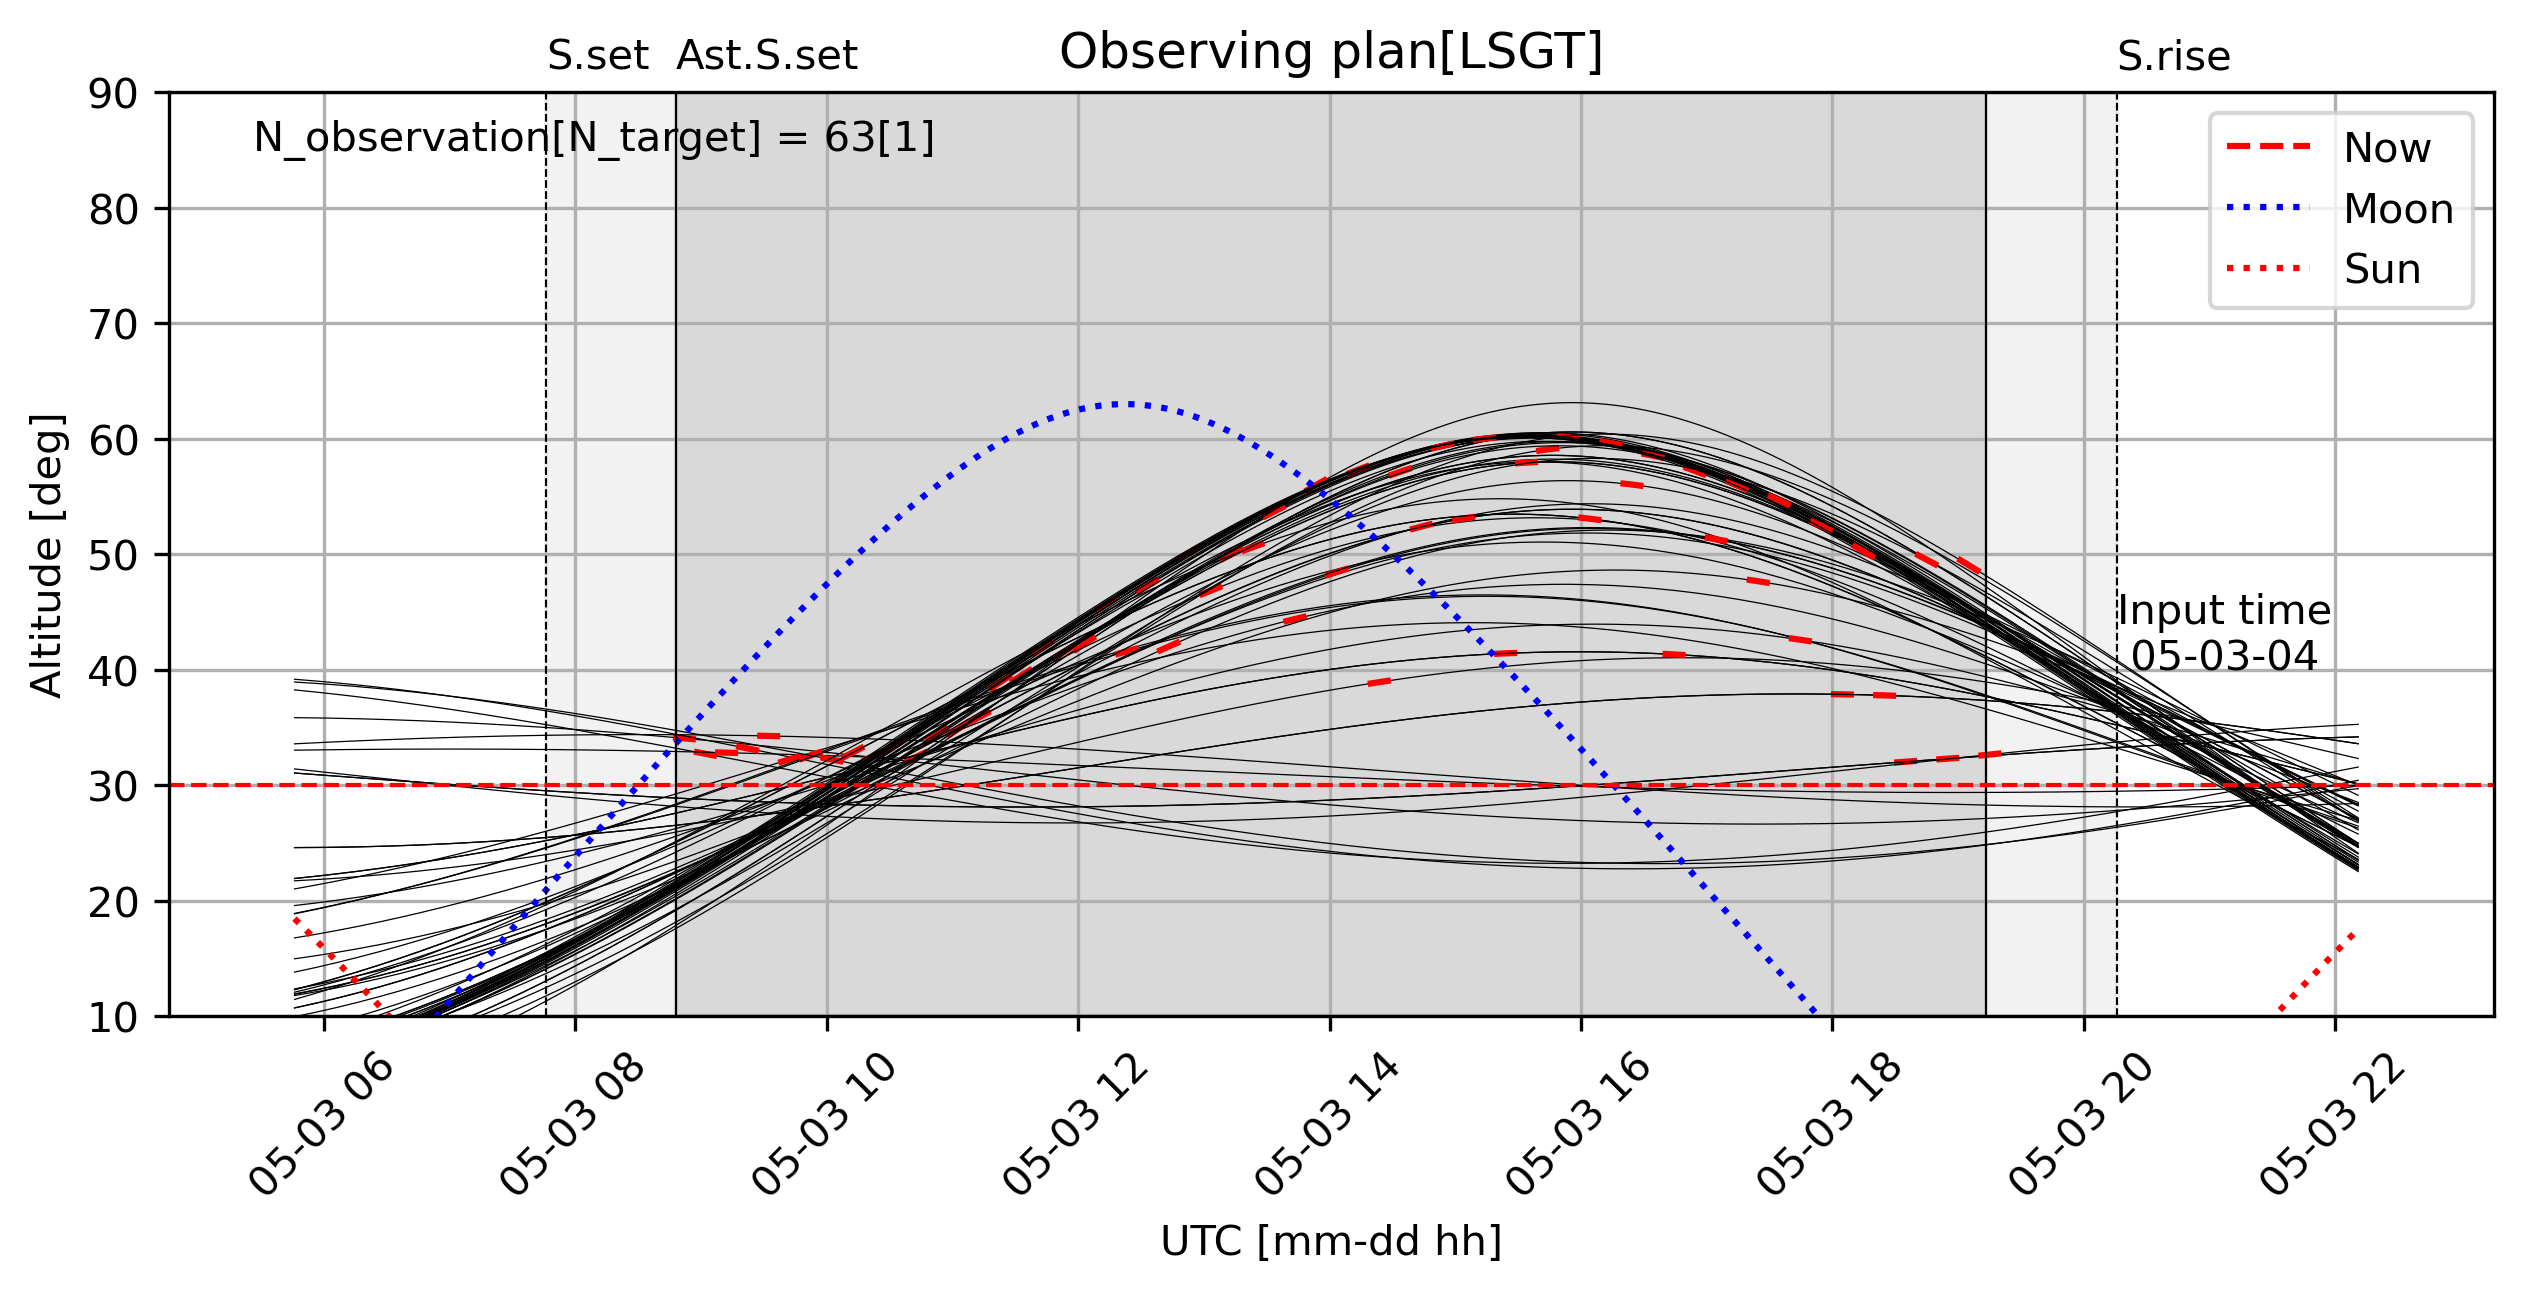 S.set Ast.S.set Observing plan[LSGT] S.rise
90
N_observation[N_target] = 63[1]
Now
Moon
Sun
80
70
60
50
40
30
20
10
Altitude [deg]
Input time
05-03-04
05-03 06 05-03 08 05-03 10 05-03 12 05-03 14 05-03 16 05-03 18 05-03 20 05-03 22
UTC [mm-dd hh]